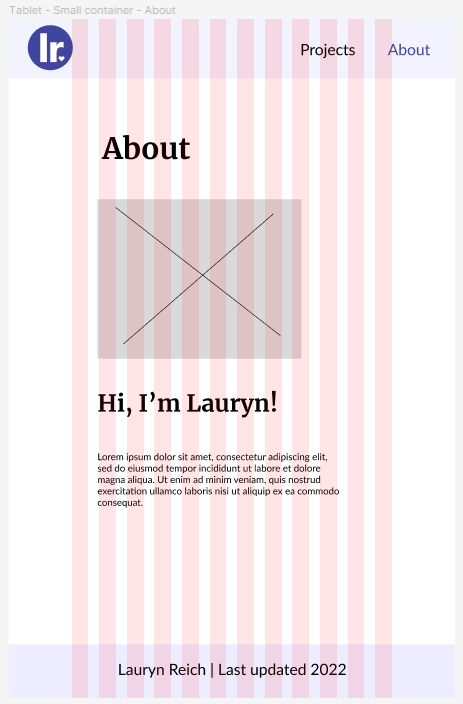 Tablet - Small container - About
lr.
Projects
About
About
Hi, I’m Lauryn!
Lorem ipsum dolor sit amet, consectetur adipiscing elit,
sed do eiusmod tempor incididunt ut labore et dolore
magna aliqua. Ut enim ad minim veniam, quis nostrud
exercitation ullamco laboris nisi ut aliquip ex ea commodo
consequat.
Lauryn Reich | Last updated 2022